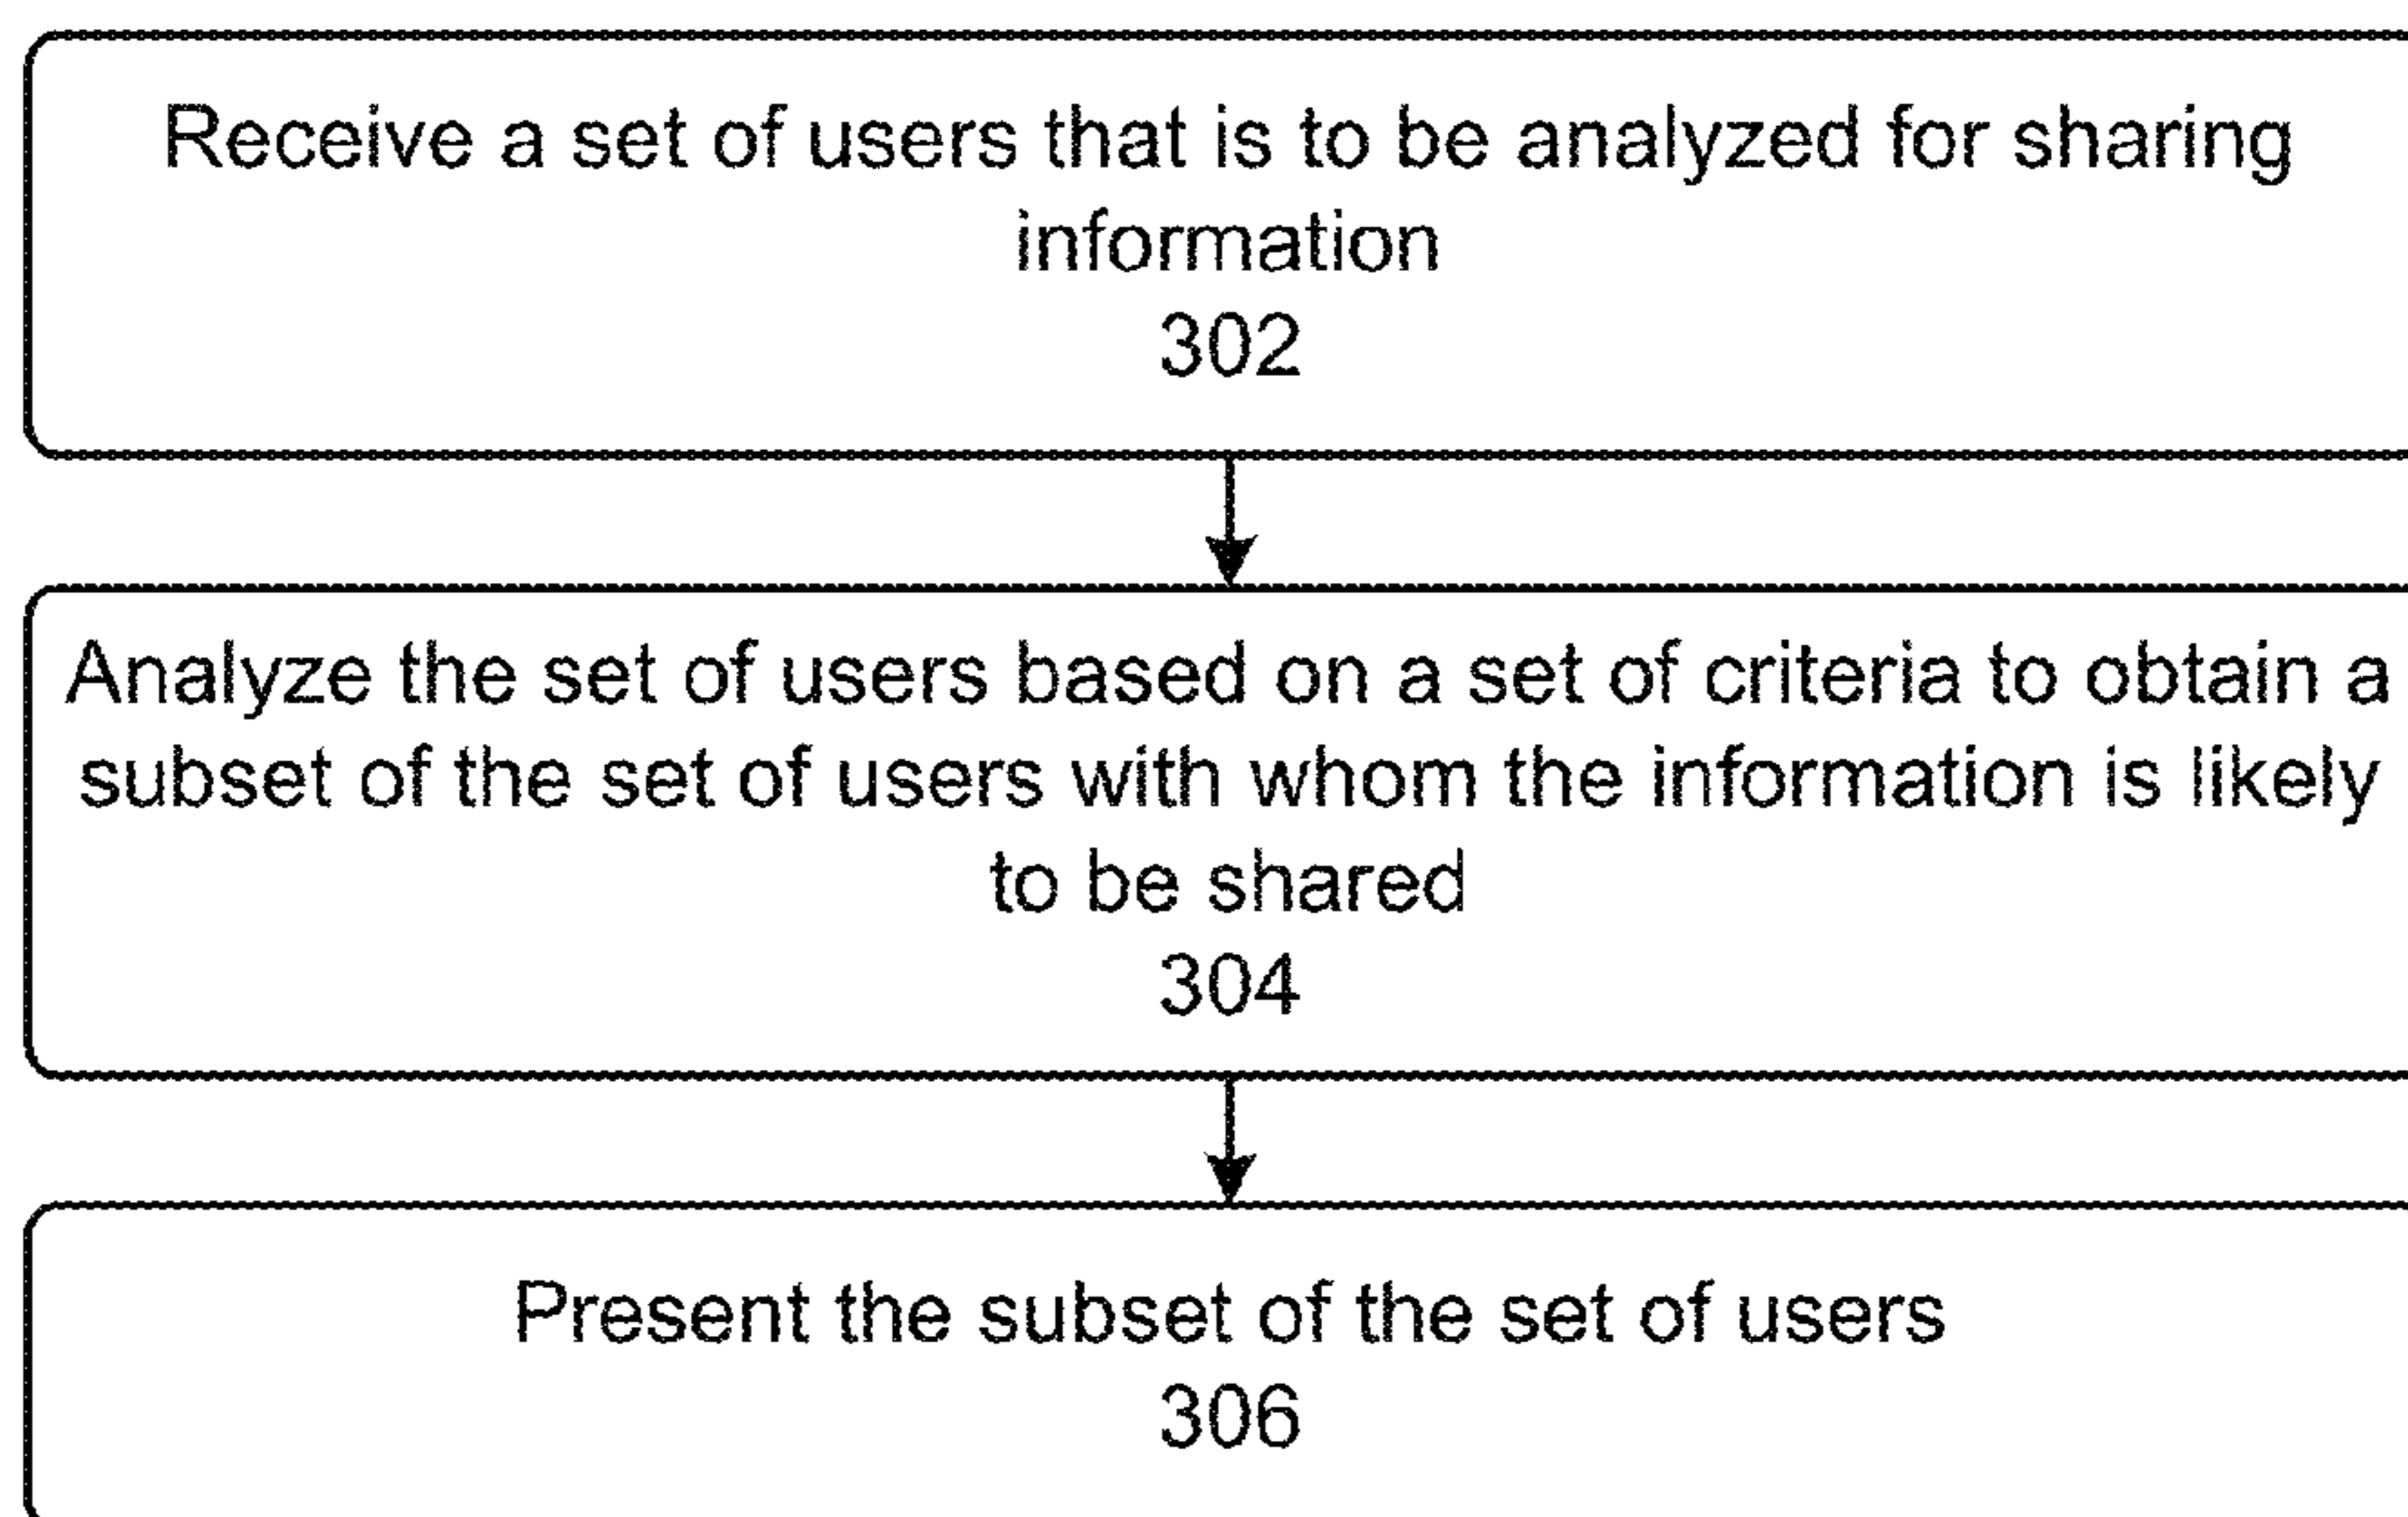 Receive a set of users that is to be analyzed for sharing
information
302
Analyze the set of users based on a set of criteria to obtain a
subset of the set of users with whom the information is likely
to be shared
304
Present the subset of the set of users
306